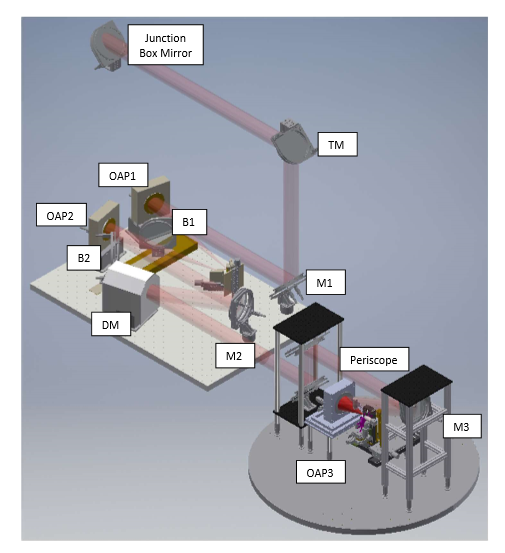 Junction
Box Mirror
TM
OAP1
OAP2
B1
B2
M1
DM
M2
Periscope
M3
OAP3